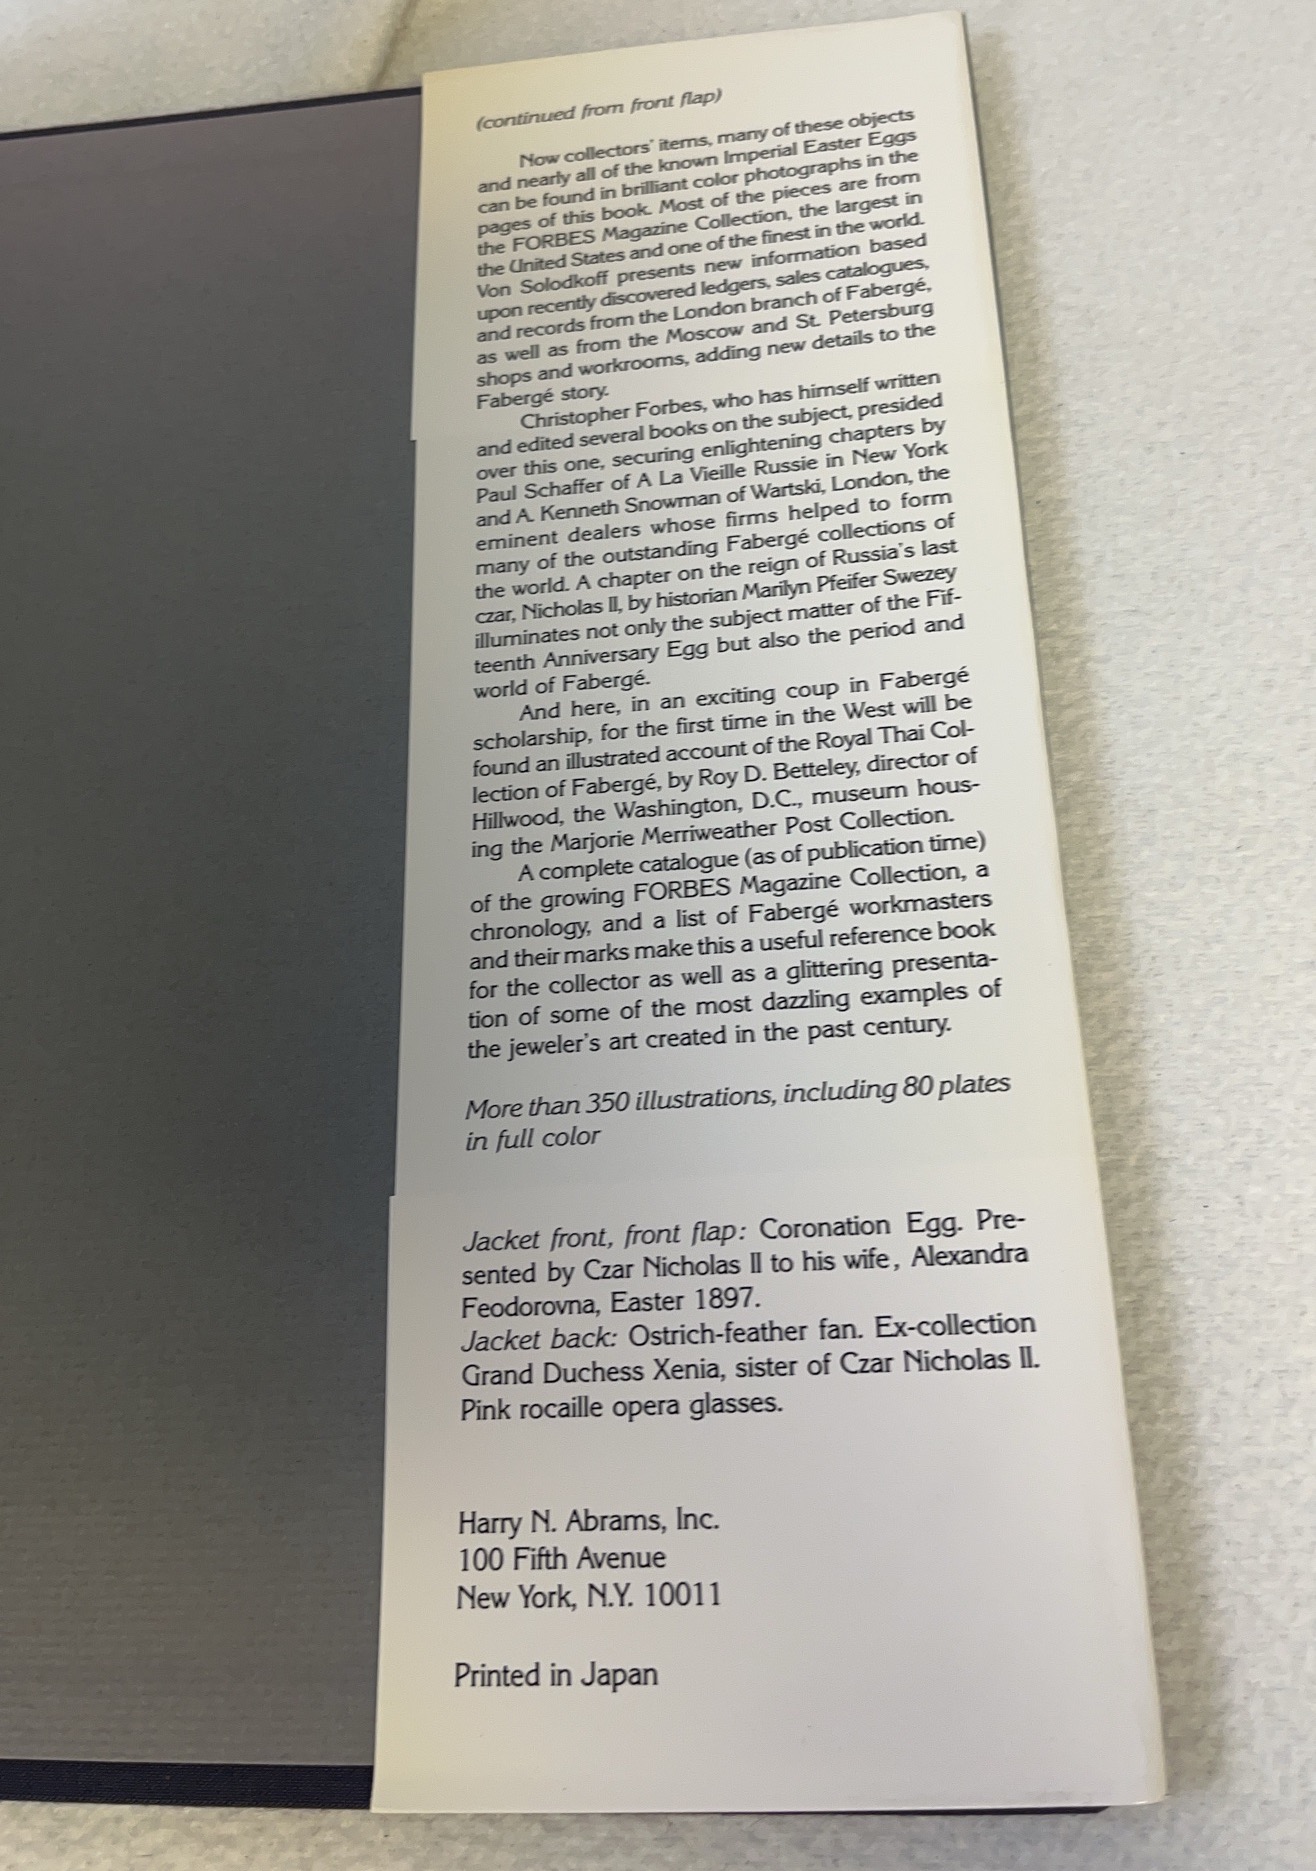 (continued from front flap)
Now collectors' items, many of these objects
and nearly all of the known Imperial Easter Eggs
can be found in brilliant color photographs in the
pages of this book. Most of the pieces are from
the FORBES Magazine Collection, the largest in
the United States and one of the finest in the world.
Von Solodkoff presents new information based
upon recently discovered ledgers, sales catalogues,
and records from the London branch of Fabergé,
as well as from the Moscow and St. Petersburg
shops and workrooms, adding new details to the
Fabergé story.
Christopher Forbes, who has himself written
and edited several books on the subject, presided
over this one, securing enlightening chapters by
Paul Schaffer of A La Vieille Russie in New York
and A. Kenneth Snowman of Wartski, London, the
eminent dealers whose firms helped to form
many of the outstanding Fabergé collections of
the world. A chapter on the reign of Russia's last
czar, Nicholas II, by historian Marilyn Pfeifer Swezey
illuminates not only the subject matter of the Fif-
teenth Anniversary Egg but also the period and
world of Fabergé.
And here, in an exciting coup in Fabergé
scholarship, for the first time in the West will be
found an illustrated account of the Royal Thai Col-
lection of Fabergé, by Roy D. Betteley, director of
Hillwood, the Washington, D.C., museum hous-
ing the Marjorie Merriweather Post Collection.
A complete catalogue (as of publication time)
of the growing FORBES Magazine Collection, a
chronology, and a list of Fabergé workmasters
and their marks make this a useful reference book
for the collector as well as a glittering presenta-
tion of some of the most dazzling examples of
the jeweler's art created in the past century.
More than 350 illustrations, including 80 plates
in full color
Jacket front, front flap: Coronation Egg. Pre-
sented by Czar Nicholas II to his wife, Alexandra
Feodorovna, Easter 1897.
Jacket back: Ostrich-feather fan. Ex-collection
Grand Duchess Xenia, sister of Czar Nicholas II.
Pink rocaille opera glasses.
Harry N. Abrams, Inc.
100 Fifth Avenue
New York, N.Y. 10011
Printed in Japan